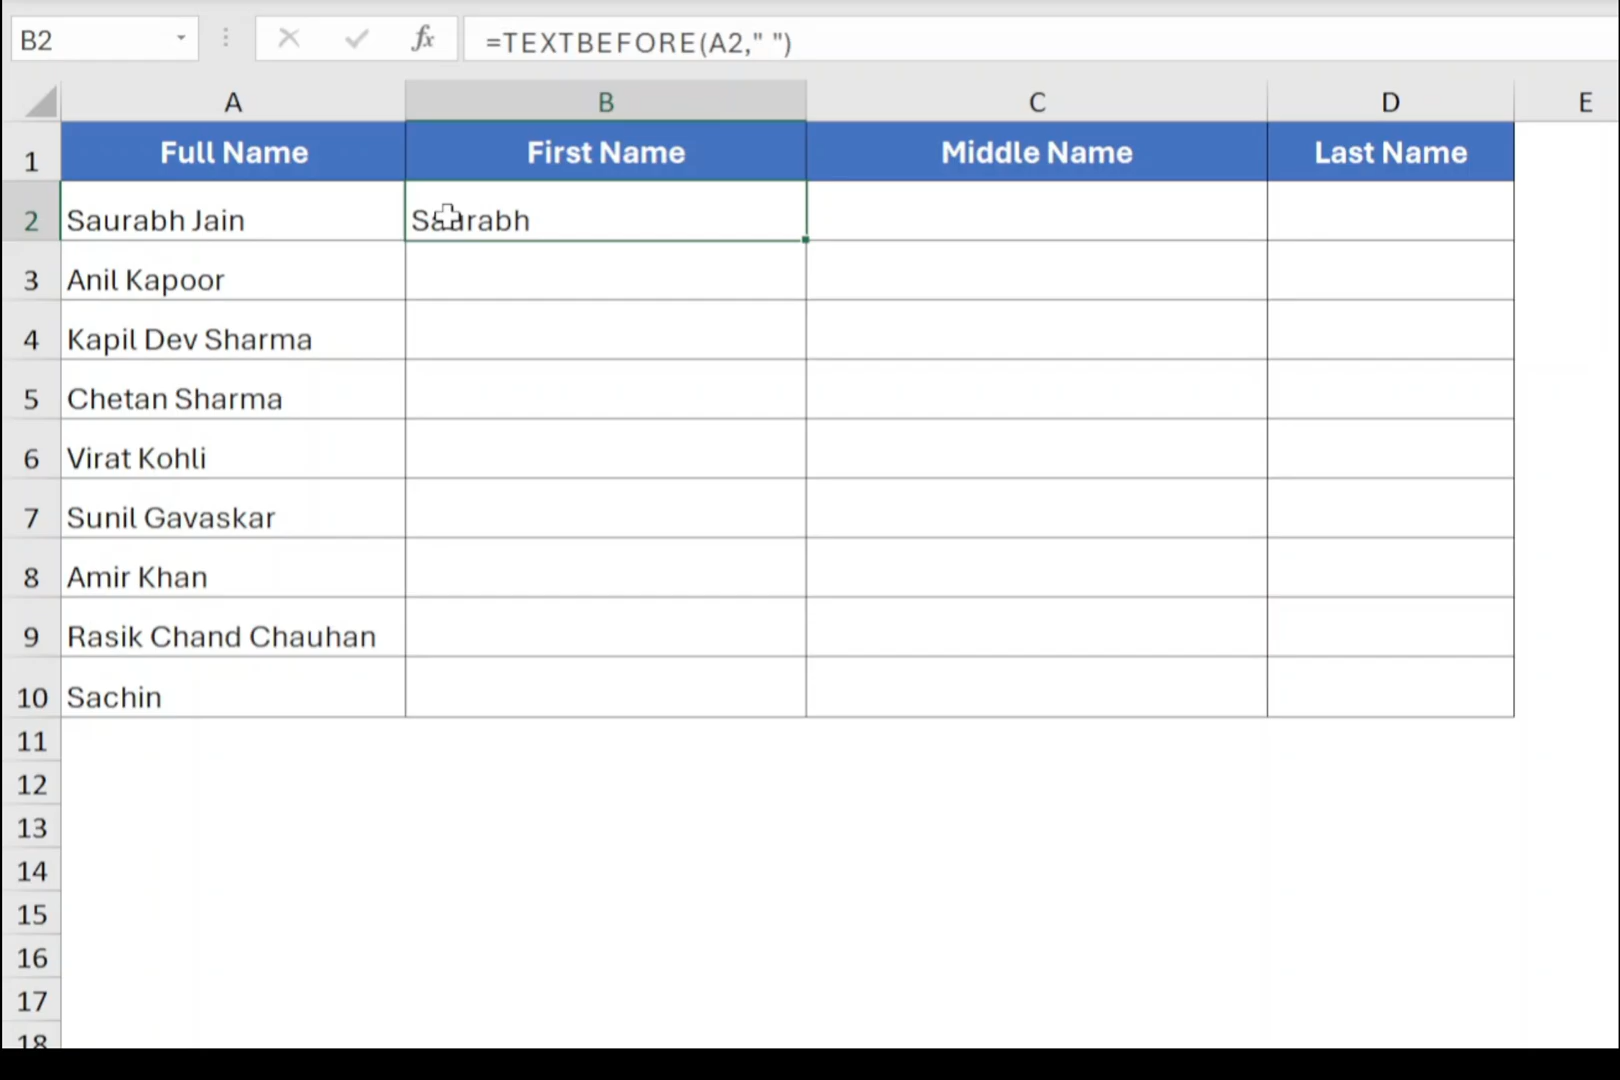 B2
fx
=TEXTBEFORE(A2," ")
A B C D E
1 Full Name First Name Middle Name Last Name
2 Saurabh Jain Saurabh
3 Anil Kapoor
4 Kapil Dev Sharma
5 Chetan Sharma
6 Virat Kohli
7 Sunil Gavaskar
8 Amir Khan
9 Rasik Chand Chauhan
10 Sachin
11
12
13
14
15
16
17
18